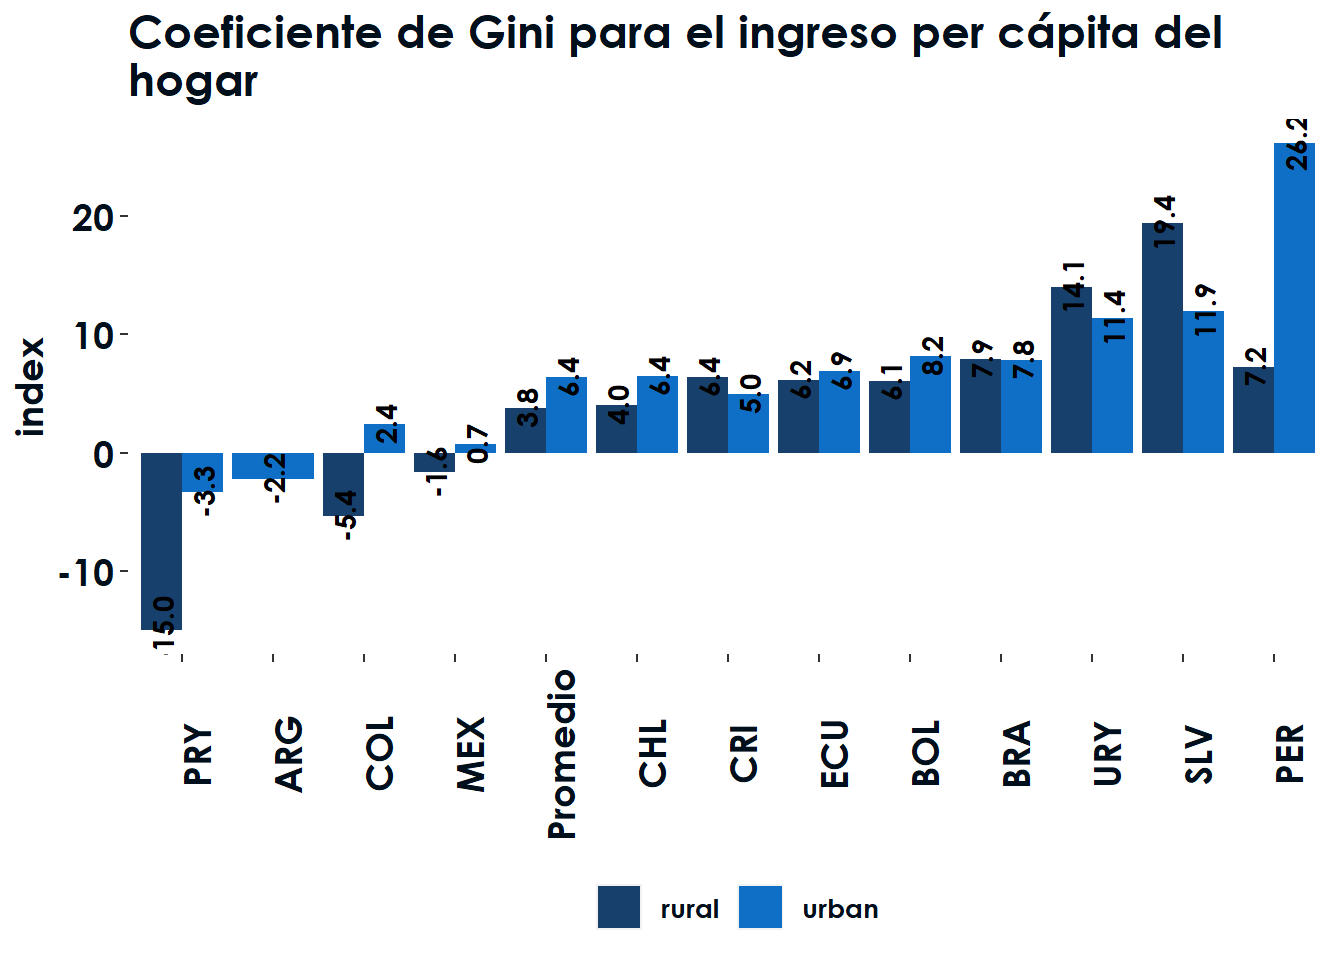 Coeficiente de Gini para el ingreso per cápita del
hogar
index
20
10
0
-10
-15.0
-3.3
-2.2
-5.4
2.4
-1.6
0.7
3.8
6.4
4.0
6.4
6.4
5.0
6.2
6.9
6.1
8.2
7.9
7.8
14.1
11.4
19.4
11.9
7.2
26.2
PRY
ARG
COL
MEX
Promedio
CHL
CRI
ECU
BOL
BRA
URY
SLV
PER
rural
urban